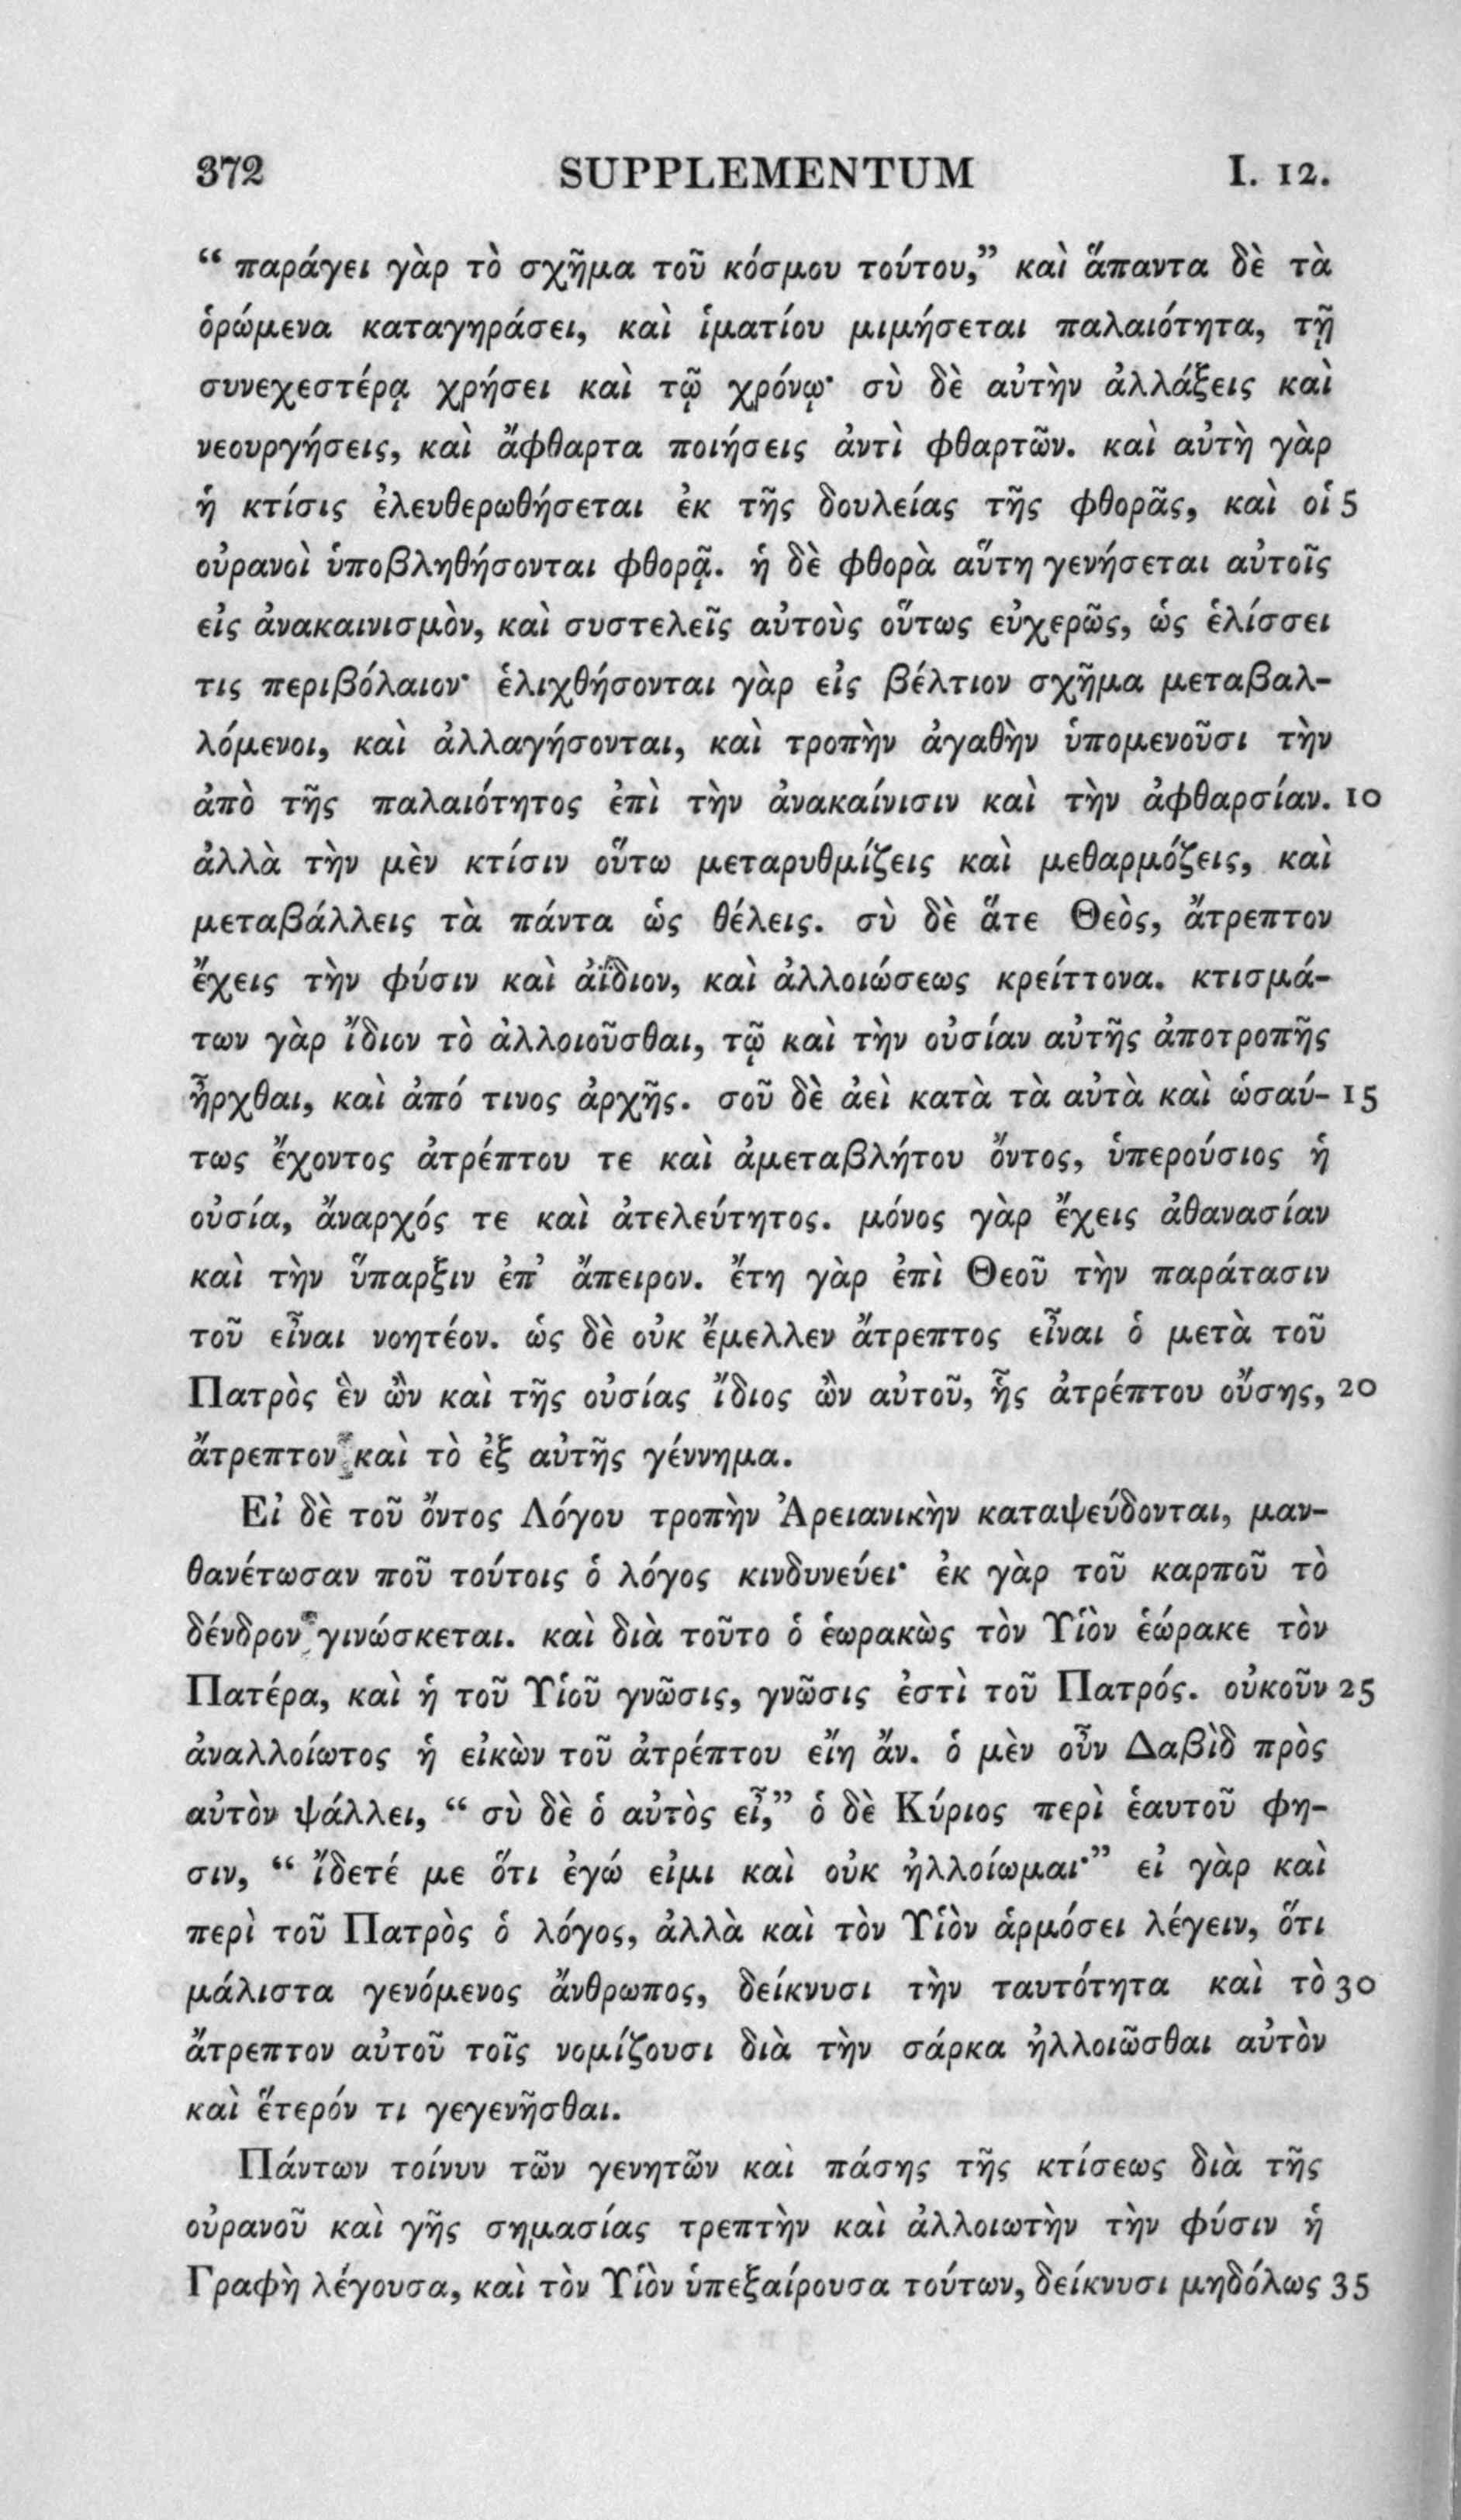 372 SUPPLEMENTUM I. 12.
“ παράγει γὰρ τὸ σχῆμα τοῦ κόσμου τούτου,” καὶ ἅπαντα δὲ τὰ
ὁρώμενα καταγηράσει, καὶ ἱματίου μιμήσεται παλαιότητα, τῇ
συνεχεστέρᾳ χρήσει καὶ τῷ χρόνῳ· σὺ δὲ αὐτὴν ἀλλάξεις καὶ
νεουργήσεις, καὶ ἄφθαρτα ποιήσεις ἀντὶ φθαρτῶν. καὶ αὐτὴ γὰρ
ἡ κτίσις ἐλευθερωθήσεται ἐκ τῆς δουλείας τῆς φθορᾶς, καὶ οἱ 5
οὐρανοὶ ὑποβληθήσονται φθορᾷ. ἡ δὲ φθορὰ αὕτη γενήσεται αὐτοῖς
εἰς ἀνακαινισμὸν, καὶ συστελεῖς αὐτοὺς οὕτως εὐχερῶς, ὡς ἑλίσσει
τις περιβόλαιον· ἑλιχθήσονται γὰρ εἰς βέλτιον σχῆμα μεταβαλ-
λόμενοι, καὶ ἀλλαγήσονται, καὶ τροπὴν ἀγαθὴν ὑπομενοῦσι τὴν
ἀπὸ τῆς παλαιότητος ἐπὶ τὴν ἀνακαίνισιν καὶ τὴν ἀφθαρσίαν. 10
ἀλλὰ τὴν μὲν κτίσιν οὕτω μεταρυθμίζεις καὶ μεθαρμόζεις, καὶ
μεταβάλλεις τὰ πάντα ὡς θέλεις. σὺ δὲ ἅτε Θεὸς, ἄτρεπτον
ἔχεις τὴν φύσιν καὶ ἀΐδιον, καὶ ἀλλοιώσεως κρείττονα. κτισμά-
των γὰρ ἴδιον τὸ ἀλλοιοῦσθαι, τῷ καὶ τὴν οὐσίαν αὐτῆς ἀποτροπῆς
ἦρχθαι, καὶ ἀπό τινος ἀρχῆς. σοῦ δὲ ἀεὶ κατὰ τὰ αὐτὰ καὶ ὡσαύ- 15
τως ἔχοντος ἀτρέπτου τε καὶ ἀμεταβλήτου ὄντος, ὑπερούσιος ἡ
οὐσία, ἄναρχός τε καὶ ἀτελεύτητος. μόνος γὰρ ἔχεις ἀθανασίαν
καὶ τὴν ὕπαρξιν ἐπ’ ἄπειρον. ἔτη γὰρ ἐπὶ Θεοῦ τὴν παράτασιν
τοῦ εἶναι νοητέον. ὡς δὲ οὐκ ἔμελλεν ἄτρεπτος εἶναι ὁ μετὰ τοῦ
Πατρὸς ἓν ὢν καὶ τῆς οὐσίας ἴδιος ὢν αὐτοῦ, ἧς ἀτρέπτου οὔσης, 20
ἄτρεπτον καὶ τὸ ἐξ αὐτῆς γέννημα.
Εἰ δὲ τοῦ ὄντος Λόγου τροπὴν Ἀρειανικὴν καταψεύδονται, μαν-
θανέτωσαν ποῦ τούτοις ὁ λόγος κινδυνεύει· ἐκ γὰρ τοῦ καρποῦ τὸ
δένδρον γινώσκεται. καὶ διὰ τοῦτο ὁ ἑωρακὼς τὸν Υἱὸν ἑώρακε τὸν
Πατέρα, καὶ ἡ τοῦ Υἱοῦ γνῶσις, γνῶσις ἐστὶ τοῦ Πατρός. οὐκοῦν 25
ἀναλλοίωτος ἡ εἰκὼν τοῦ ἀτρέπτου εἴη ἄν. ὁ μὲν οὖν Δαβὶδ πρὸς
αὐτὸν ψάλλει, “ σὺ δὲ ὁ αὐτὸς εἶ,” ὁ δὲ Κύριος περὶ ἑαυτοῦ φη-
σιν, “ ἴδετέ με ὅτι ἐγώ εἰμι καὶ οὐκ ἠλλοίωμαι·” εἰ γὰρ καὶ
περὶ τοῦ Πατρὸς ὁ λόγος, ἀλλὰ καὶ τὸν Υἱὸν ἁρμόσει λέγειν, ὅτι
μάλιστα γενόμενος ἄνθρωπος, δείκνυσι τὴν ταυτότητα καὶ τὸ 30
ἄτρεπτον αὐτοῦ τοῖς νομίζουσι διὰ τὴν σάρκα ἠλλοιῶσθαι αὐτὸν
καὶ ἕτερόν τι γεγενῆσθαι.
Πάντων τοίνυν τῶν γενητῶν καὶ πάσης τῆς κτίσεως διὰ τῆς
οὐρανοῦ καὶ γῆς σημασίας τρεπτὴν καὶ ἀλλοιωτὴν τὴν φύσιν ἡ
Γραφὴ λέγουσα, καὶ τὸν Υἱὸν ὑπεξαίρουσα τούτων, δείκνυσι μηδόλως 35